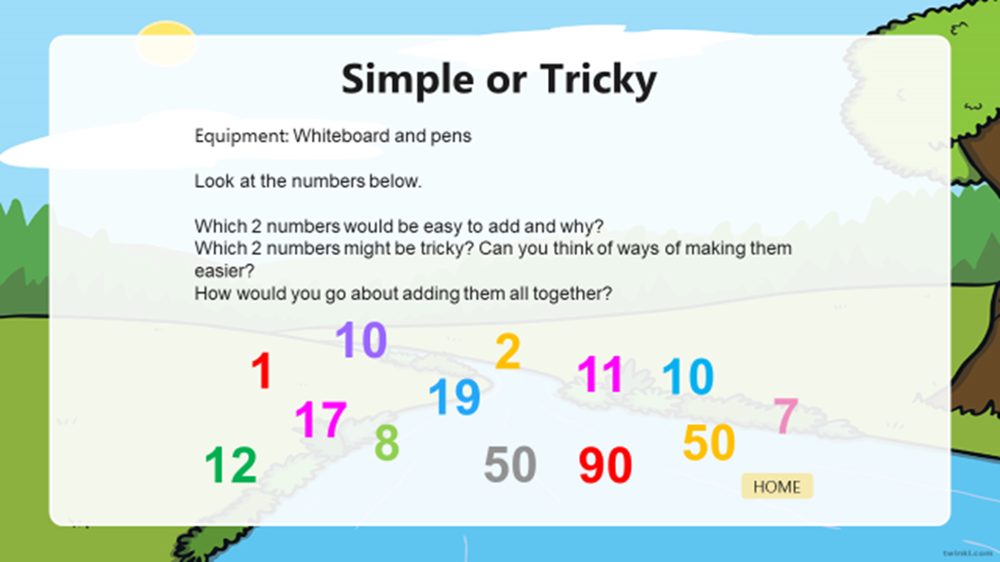 Simple or Tricky
Equipment: Whiteboard and pens
Look at the numbers below.
Which 2 numbers would be easy to add and why?
Which 2 numbers might be tricky? Can you think of ways of making them
easier?
How would you go about adding them all together?
10
2
1
11
10
19
17
7
8
50
12
50
90
HOME
twinkl.com